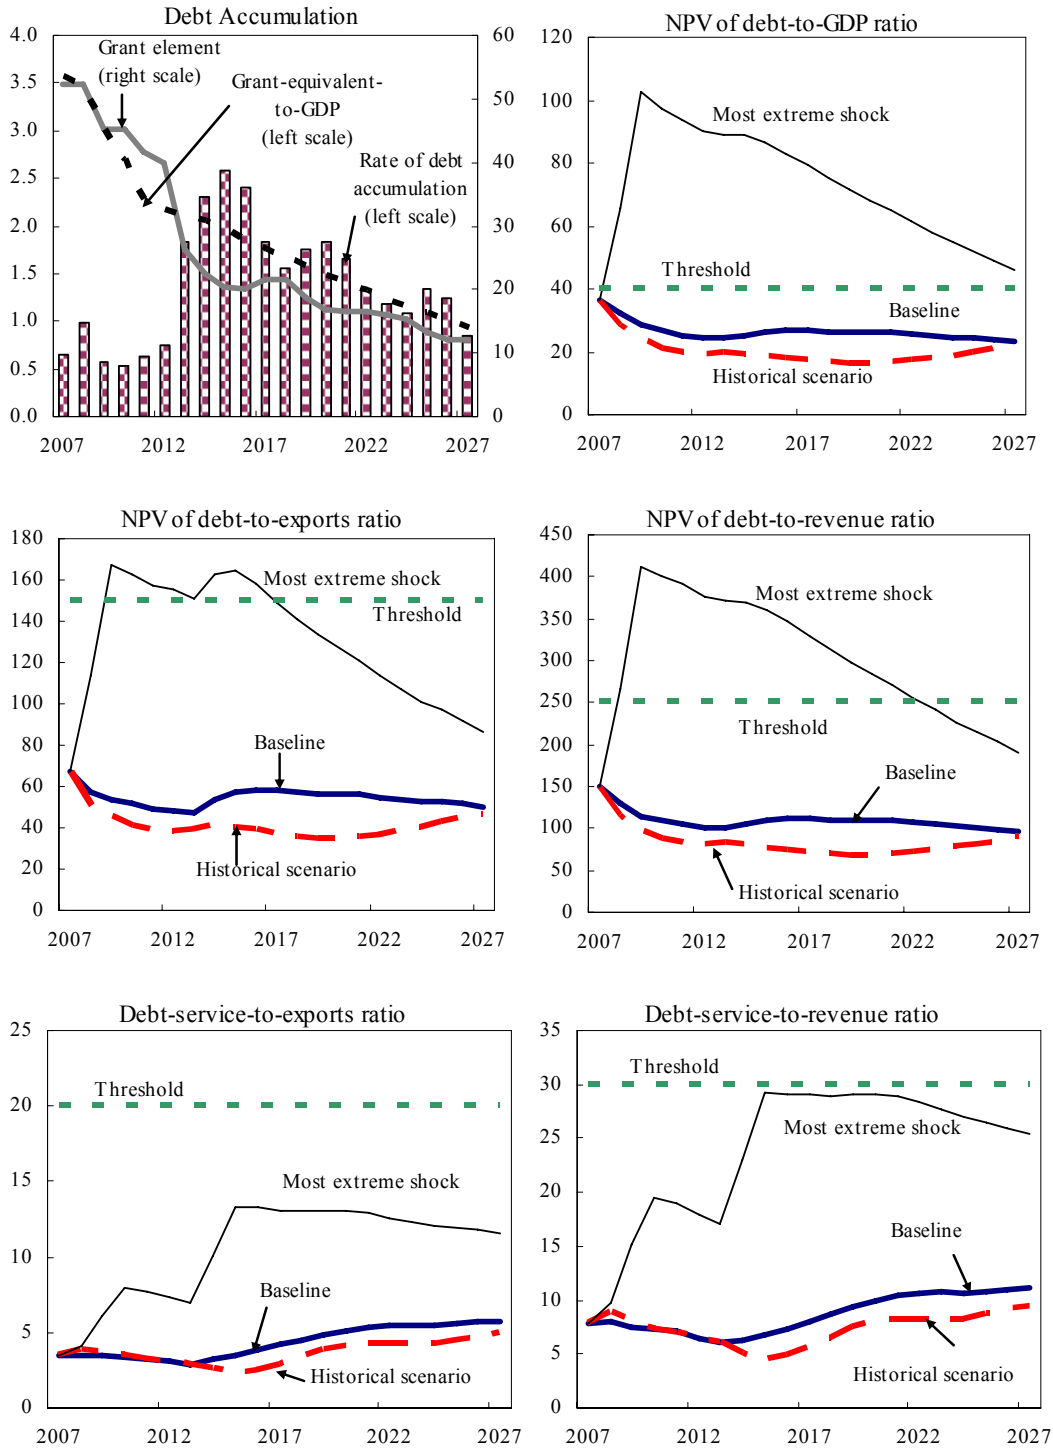 Debt Accumulation
4.0
3.5
3.0
2.5
2.0
1.5
1.0
0.5
0.0
60
50
40
30
20
10
0
Grant element
(right scale)
Grant-equivalent-
to-GDP
(left scale)
Rate of debt
accumulation
(left scale)
2007 2012 2017 2022 2027
NPV of debt-to-GDP ratio
120
100
80
60
40
20
0
Most extreme shock
Threshold
Baseline
Historical scenario
2007 2012 2017 2022 2027
NPV of debt-to-exports ratio
180
160
140
120
100
80
60
40
20
0
Most extreme shock
Threshold
Baseline
Historical scenario
2007 2012 2017 2022 2027
NPV of debt-to-revenue ratio
450
400
350
300
250
200
150
100
50
0
Most extreme shock
Threshold
Baseline
Historical scenario
2007 2012 2017 2022 2027
Debt-service-to-exports ratio
25
20
15
10
5
0
Threshold
Most extreme shock
Baseline
Historical scenario
2007 2012 2017 2022 2027
Debt-service-to-revenue ratio
35
30
25
20
15
10
5
0
Threshold
Most extreme shock
Baseline
Historical scenario
2007 2012 2017 2022 2027